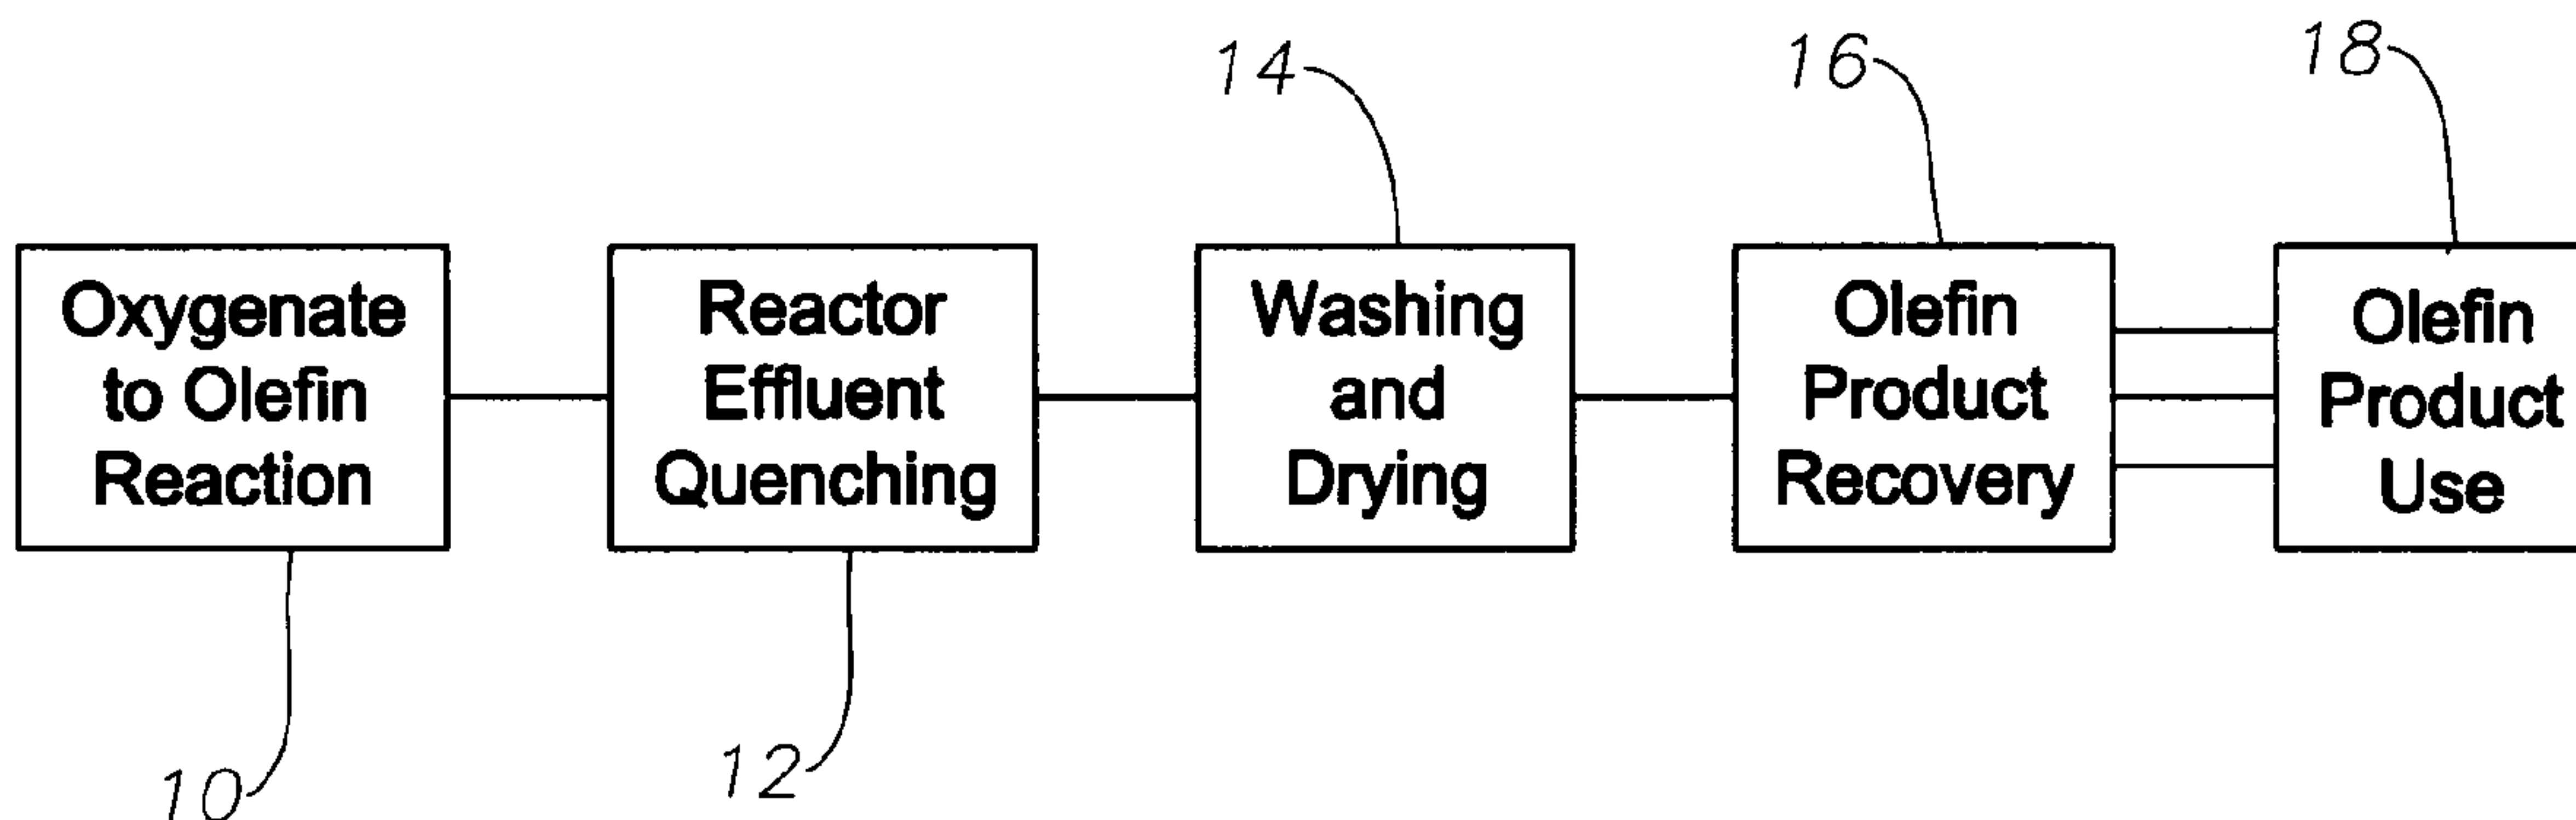 14
16
18
Oxygenate
to Olefin
Reaction
Reactor
Effluent
Quenching
Washing
and
Drying
Olefin
Product
Recovery
Olefin
Product
Use
10
12